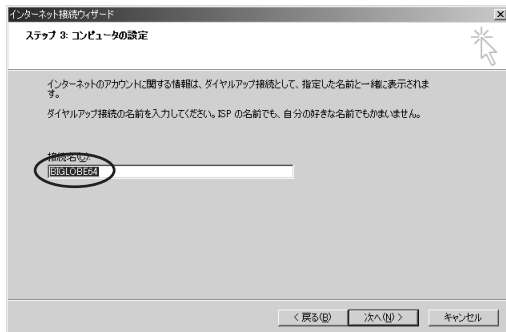 インターネット接続ウィザード
ステップ 3: コンピュータの設定
インターネットのアカウントに関する情報は、ダイヤルアップ接続として、指定した名前と一緒に表示されま
す。
ダイヤルアップ接続の名前を入力してください。ISP の名前でも、自分の好きな名前でもかまいません。
接続名(C):
BIGLOBE64
< 戻る(B)
次へ(N) >
キャンセル